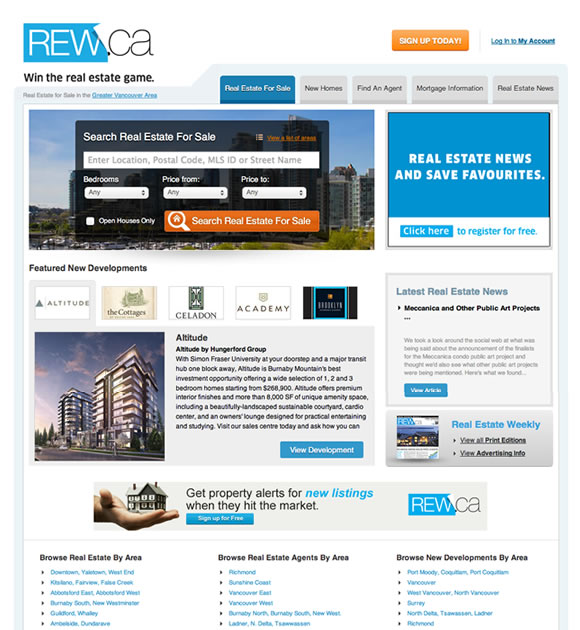 REW.ca
SIGN UP TODAY!
Log In to My Account
Win the real estate game.
Real Estate for Sale in the Greater Vancouver Area
Real Estate For Sale
New Homes
Find An Agent
Mortgage Information
Real Estate News
Search Real Estate For Sale
View a list of areas
Enter Location, Postal Code, MLS ID or Street Name
Bedrooms
Price from:
Price to:
Any
Any
Any
Open Houses Only
Search Real Estate For Sale
REAL ESTATE NEWS
AND SAVE FAVOURITES.
Click here to register for free.
Featured New Developments
ALTITUDE
the Cottages
CELADON
ACADEMY
BROOKLYN
Altitude
Altitude by Hungerford Group
With Simon Fraser University at your doorstep and a major transit
hub one block away, Altitude is Burnaby Mountain's best
investment opportunity offering a wide selection of 1, 2 and 3
bedroom homes starting from $268,900. Altitude offers premium
interior finishes and more than 8,000 SF of unique amenity space,
including a beautifully-landscaped sustainable courtyard, cardio
center, and an owners' lounge designed for practical entertaining
and studying. Visit our sales centre today and ask how you can
View Development
Latest Real Estate News
Meccanica and Other Public Art Projects
...
We took a look around the social web at what was
being said about the announcement of the finalists
for the Meccanica condo public art project and
thought we'd also see what other public art projects
were being mentioned. Here's what we found...
View Article
REW
Real Estate Weekly
View all Print Editions
View Advertising Info
Get property alerts for new listings
when they hit the market.
Sign up for Free
REW.ca
Browse Real Estate By Area
Downtown, Yaletown, West End
Kitsilano, Fairview, False Creek
Abbotsford East, Abbotsford West
Burnaby South, New Westminster
Guildford, Whalley
Ambelside, Dundarave
Browse Real Estate Agents By Area
Richmond
Sunshine Coast
Vancouver East
Vancouver West
Burnaby North, Burnaby South, New West.
Ladner, N. Delta, Tsawwassen
Browse New Developments By Area
Port Moody, Coquitlam, Port Coquitlam
Vancouver
West Vancouver, North Vancouver
Surrey
North Delta, Tsawassen, Ladner
Richmond